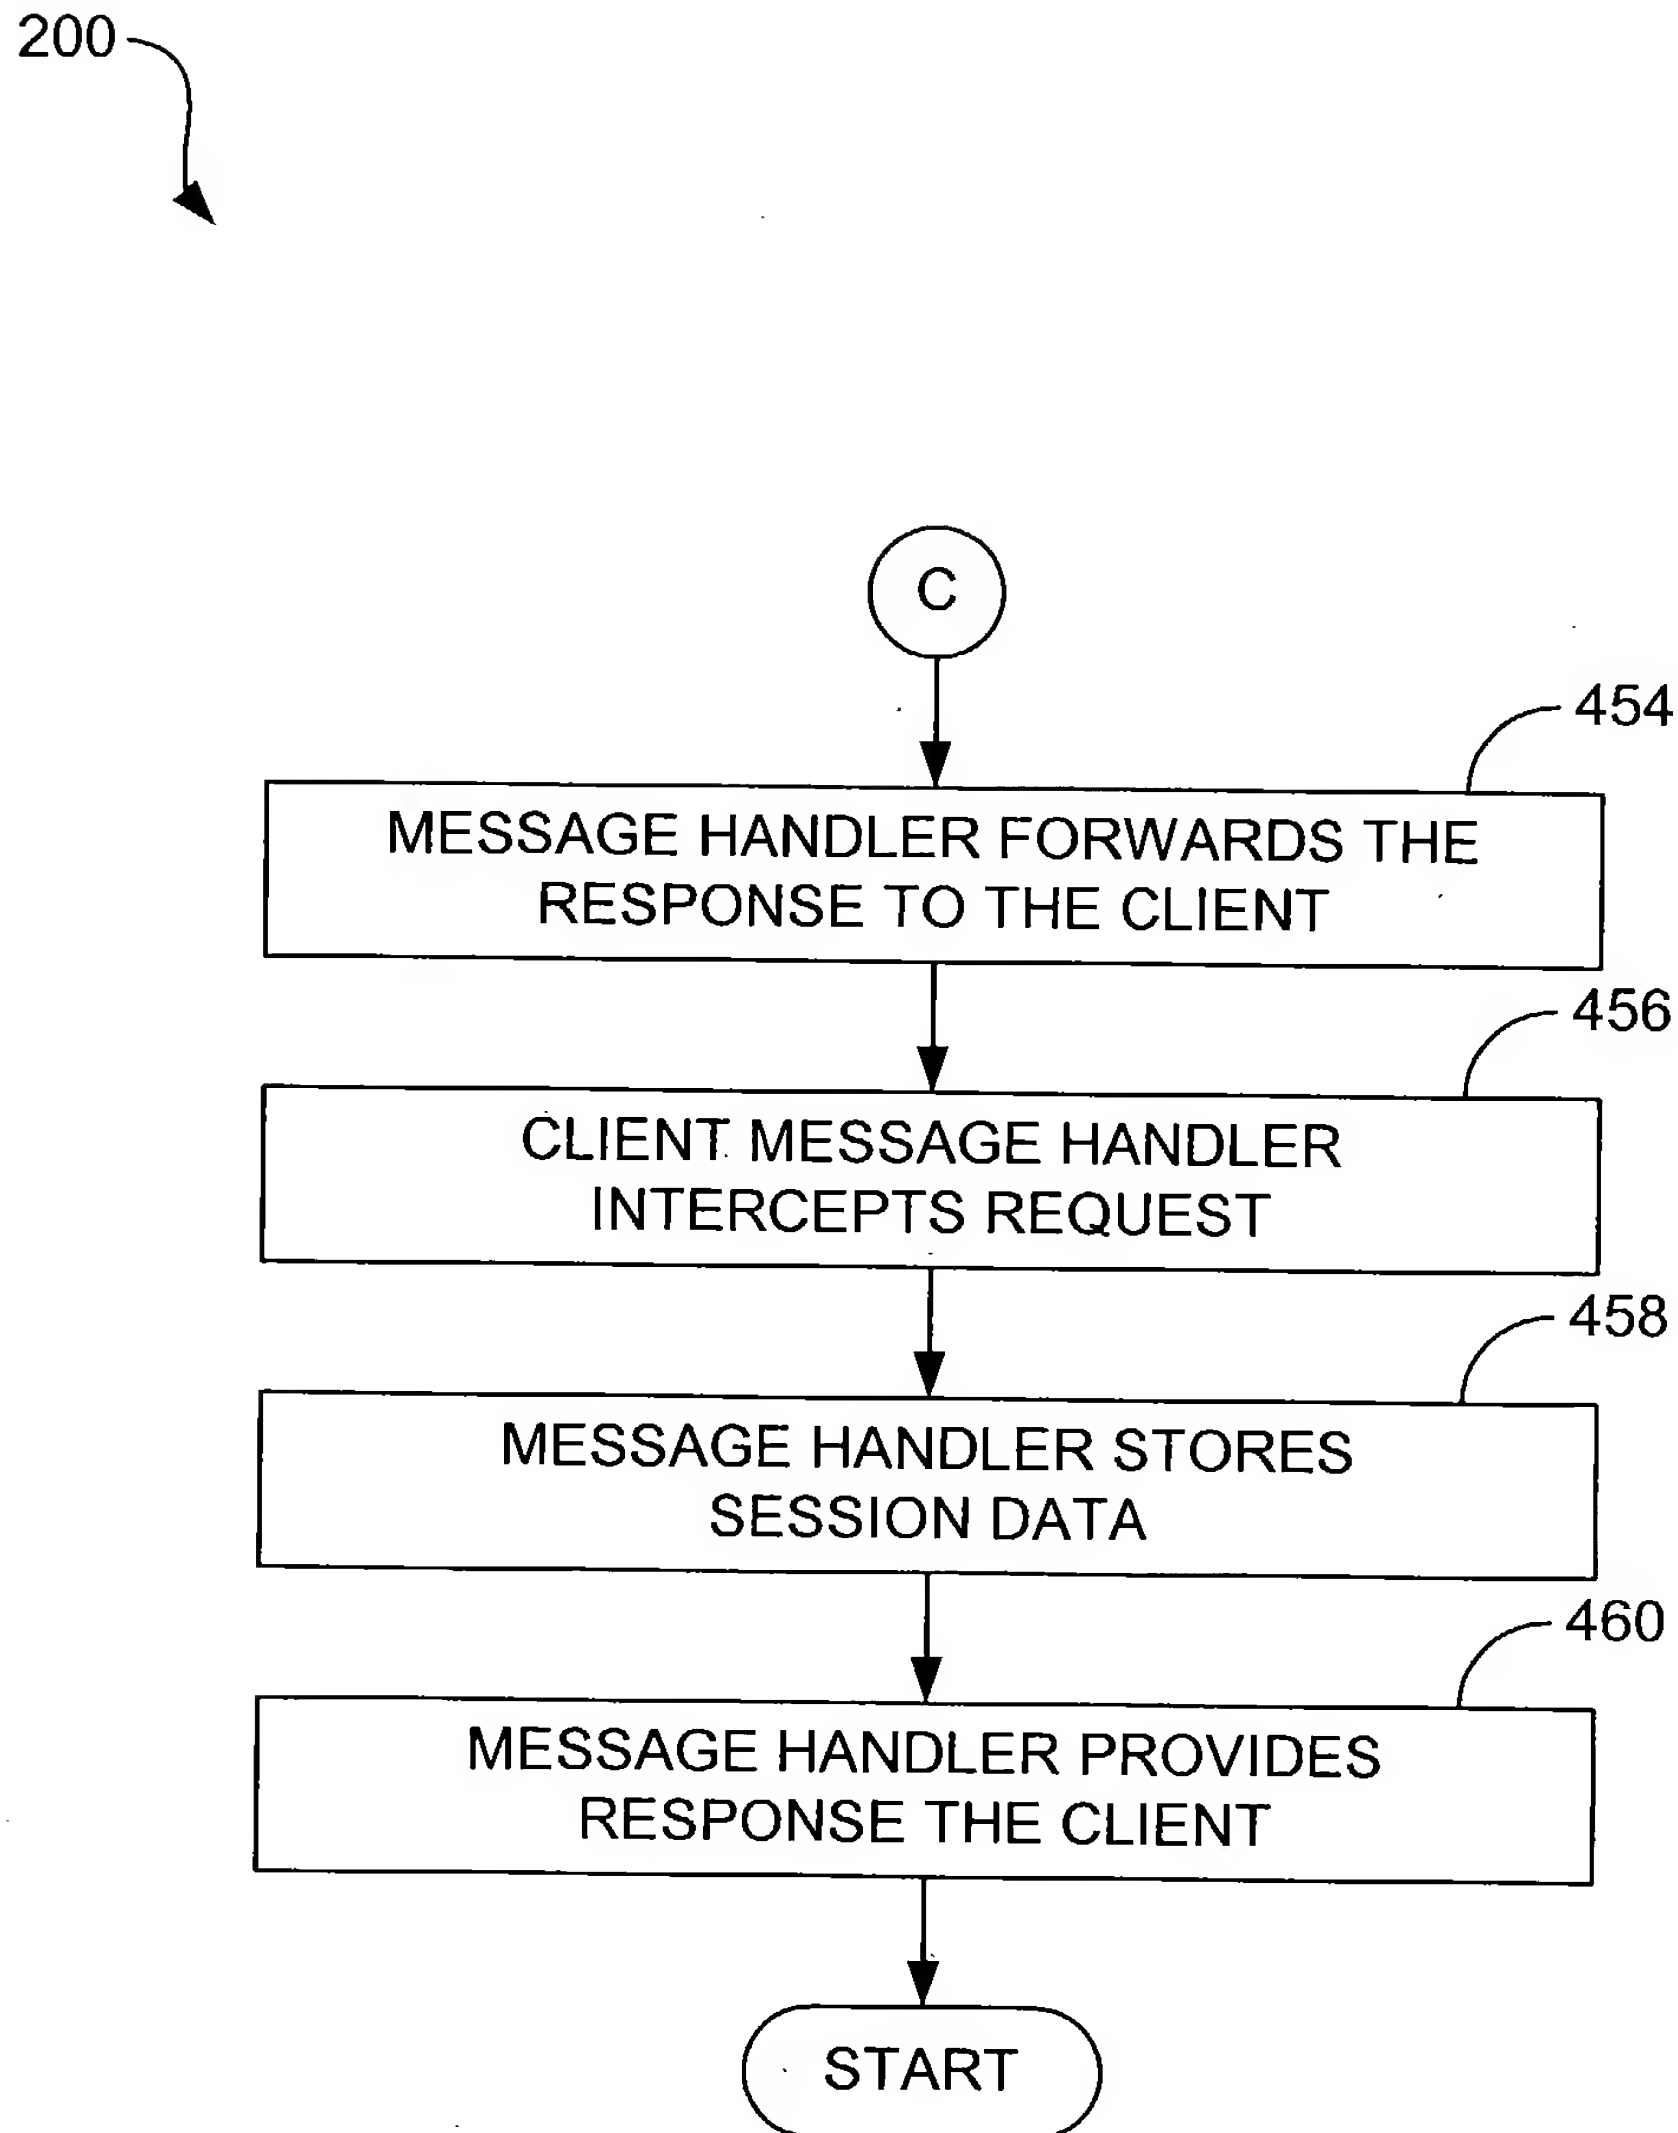 200
C
454
MESSAGE HANDLER FORWARDS THE
RESPONSE TO THE CLIENT
456
CLIENT MESSAGE HANDLER
INTERCEPTS REQUEST
458
MESSAGE HANDLER STORES
SESSION DATA
460
MESSAGE HANDLER PROVIDES
RESPONSE THE CLIENT
START